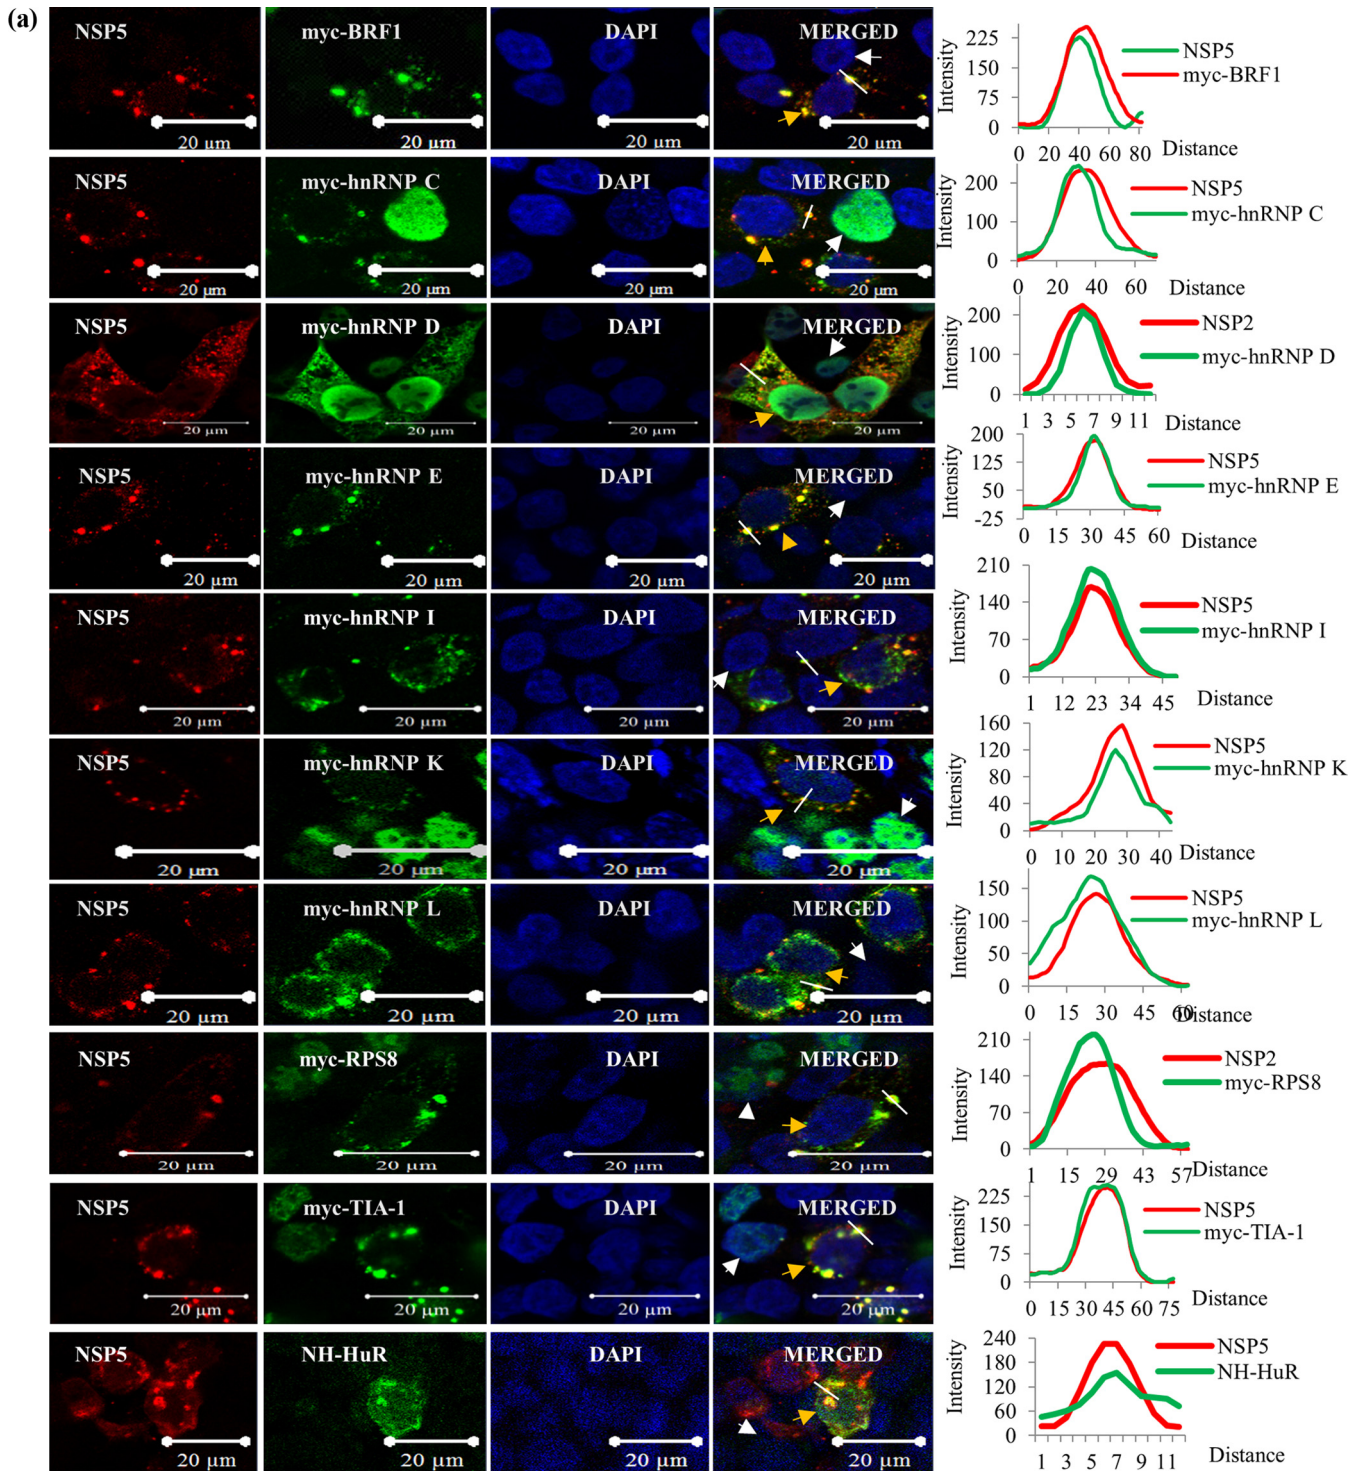 (a)
NSP5 myc-BRF1 DAPI MERGED
20 µm 20 µm 20 µm 20 µm
Intensity
225
150
75
0
0 20 40 60 80 Distance
NSP5
myc-BRF1
NSP5 myc-hnRNP C DAPI MERGED
20 µm 20 µm 20 µm 20 µm
Intensity
200
100
0
0 20 40 60 Distance
NSP5
myc-hnRNP C
NSP5 myc-hnRNP D DAPI MERGED
20 µm 20 µm 20 µm 20 µm
Intensity
200
100
0
1 3 5 7 9 11 Distance
NSP2
myc-hnRNP D
NSP5 myc-hnRNP E DAPI MERGED
20 µm 20 µm 20 µm 20 µm
Intensity
200
125
50
-25
0 15 30 45 60 Distance
NSP5
myc-hnRNP E
NSP5 myc-hnRNP I DAPI MERGED
20 µm 20 µm 20 µm 20 µm
Intensity
210
140
70
0
1 12 23 34 45 Distance
NSP5
myc-hnRNP I
NSP5 myc-hnRNP K DAPI MERGED
20 µm 20 µm 20 µm 20 µm
Intensity
160
120
80
40
0
0 10 20 30 40 Distance
NSP5
myc-hnRNP K
NSP5 myc-hnRNP L DAPI MERGED
20 µm 20 µm 20 µm 20 µm
Intensity
150
100
50
0
0 15 30 45 60 Distance
NSP5
myc-hnRNP L
NSP5 myc-RPS8 DAPI MERGED
20 µm 20 µm 20 µm 20 µm
Intensity
210
140
70
0
1 15 29 43 57 Distance
NSP2
myc-RPS8
NSP5 myc-TIA-1 DAPI MERGED
20 µm 20 µm 20 µm 20 µm
Intensity
225
150
75
0
0 15 30 45 60 75 Distance
NSP5
myc-TIA-1
NSP5 NH-HuR DAPI MERGED
20 µm 20 µm 20 µm 20 µm
Intensity
240
180
120
60
0
1 3 5 7 9 11 Distance
NSP5
NH-HuR